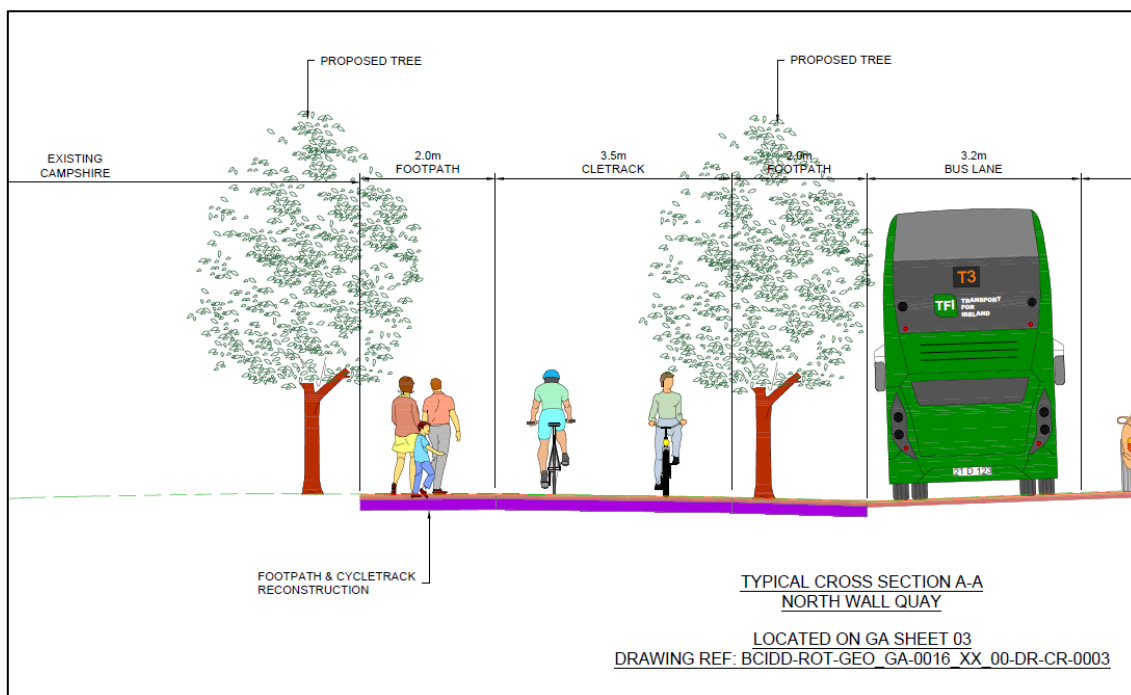 PROPOSED TREE
PROPOSED TREE
EXISTING
CAMPSHIRE
2.0m
FOOTPATH
3.5m
CLETRACK
2.0m
FOOTPATH
3.2m
BUS LANE
T3
TFI
TRANSPORT
FOR
IRELAND
21 D 123
FOOTPATH & CYCLETRACK
RECONSTRUCTION
TYPICAL CROSS SECTION A-A
NORTH WALL QUAY
LOCATED ON GA SHEET 03
DRAWING REF: BCIDD-ROT-GEO_GA-0016_XX_00-DR-CR-0003